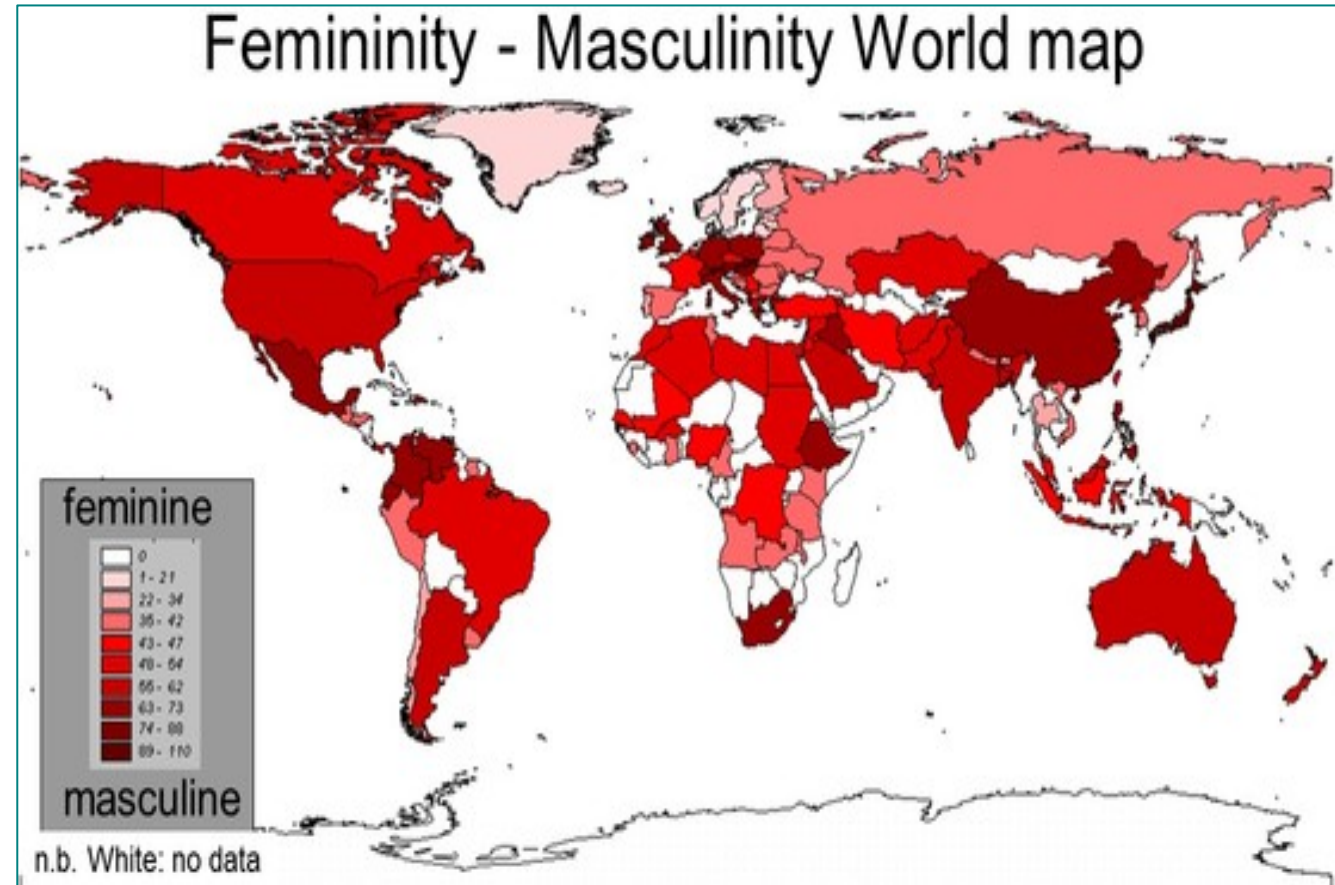 Femininity - Masculinity World map
feminine
0
1 - 21
22 - 34
35 - 42
43 - 47
48 - 54
55 - 62
63 - 73
74 - 88
89 - 110
masculine
n.b. White: no data